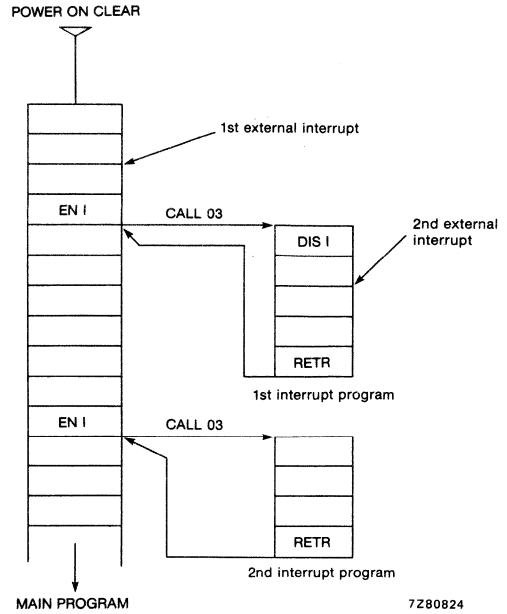 POWER ON CLEAR
1st external interrupt
EN I
CALL 03
DIS I
2nd external
interrupt
RETR
1st interrupt program
EN I
CALL 03
RETR
2nd interrupt program
MAIN PROGRAM
7Z80824